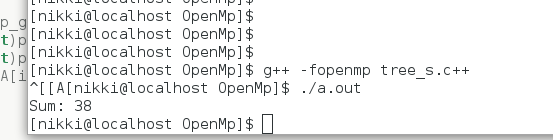 [nikki@localhost OpenMp]$
[nikki@localhost OpenMp]$
[nikki@localhost OpenMp]$
[nikki@localhost OpenMp]$
[nikki@localhost OpenMp]$ g++ -fopenmp tree_s.c++
^[[A[nikki@localhost OpenMp]$ ./a.out
Sum: 38
[nikki@localhost OpenMp]$
p_g
t)p
t)p
A[i